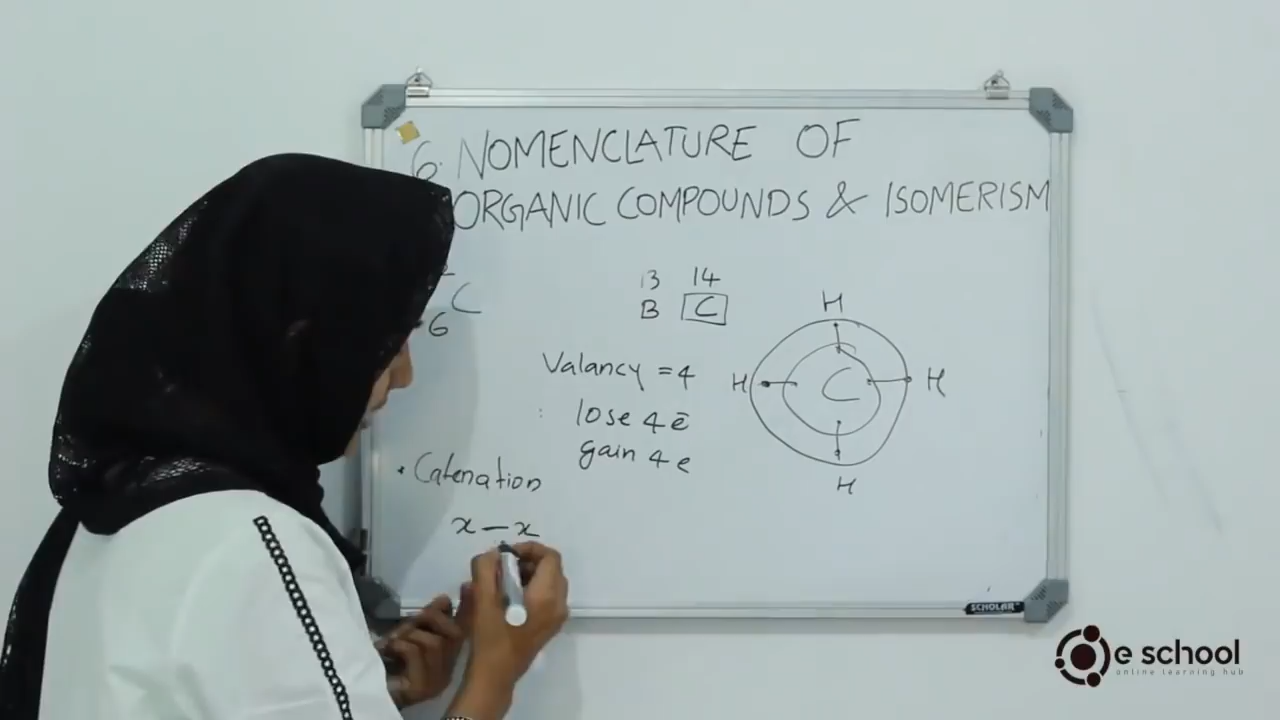 6. NOMENCLATURE OF
ORGANIC COMPOUNDS & ISOMERISM
6 C
13 14
B C
Valancy = 4
lose 4 ē
gain 4 e
H
H C H
H
• Catenation
x — x
SCHOLAR
e school
online learning hub